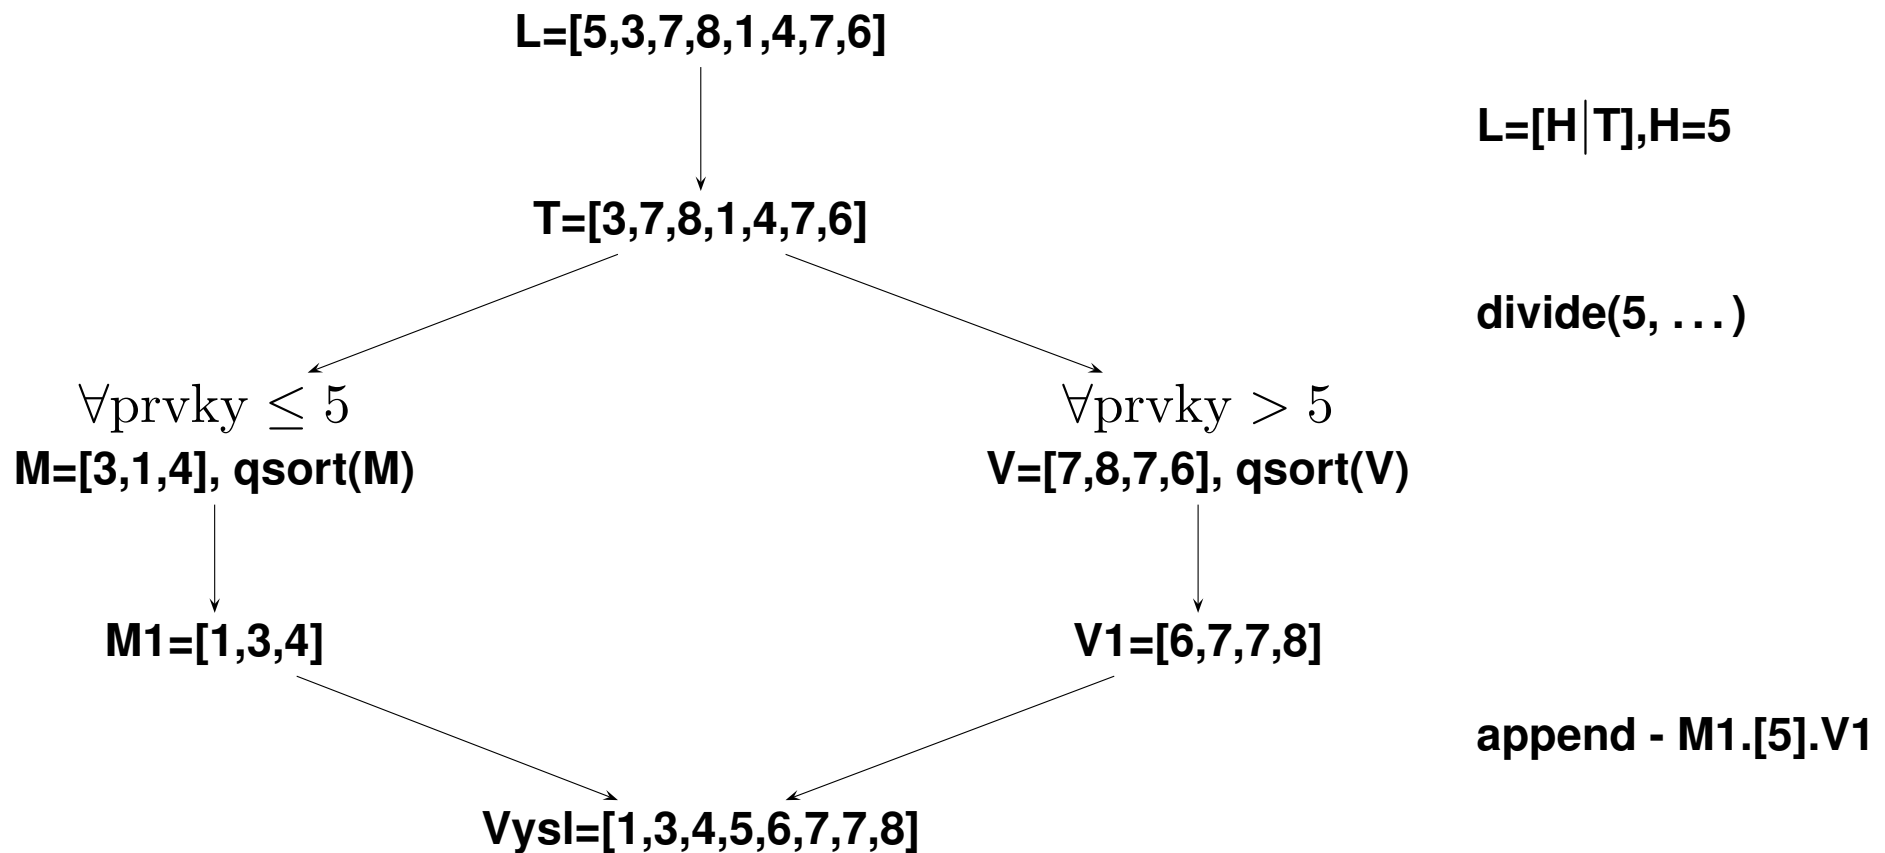 L=[5,3,7,8,1,4,7,6]
L=[H|T],H=5
T=[3,7,8,1,4,7,6]
divide(5, ...)
∀prvky ≤ 5
∀prvky > 5
M=[3,1,4], qsort(M)
V=[7,8,7,6], qsort(V)
M1=[1,3,4]
V1=[6,7,7,8]
append - M1.[5].V1
Vysl=[1,3,4,5,6,7,7,8]